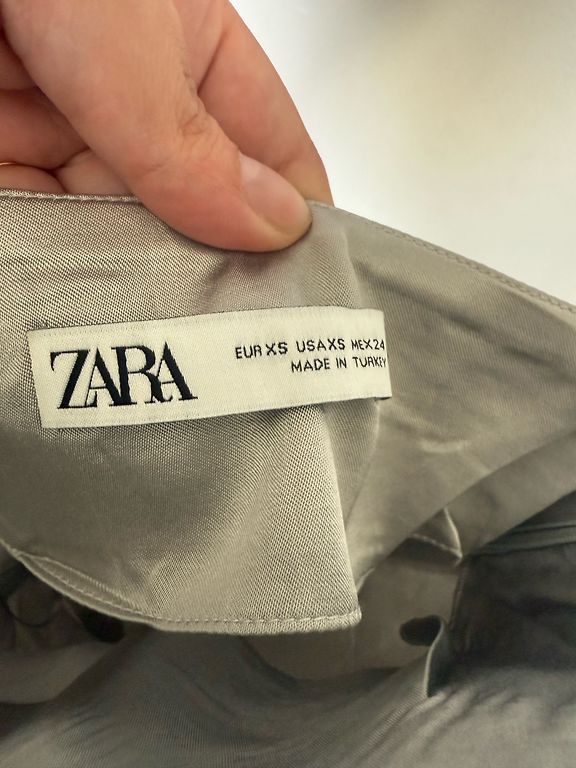 ZARA
EUR XS USA XS MEX 24
MADE IN TURKEY